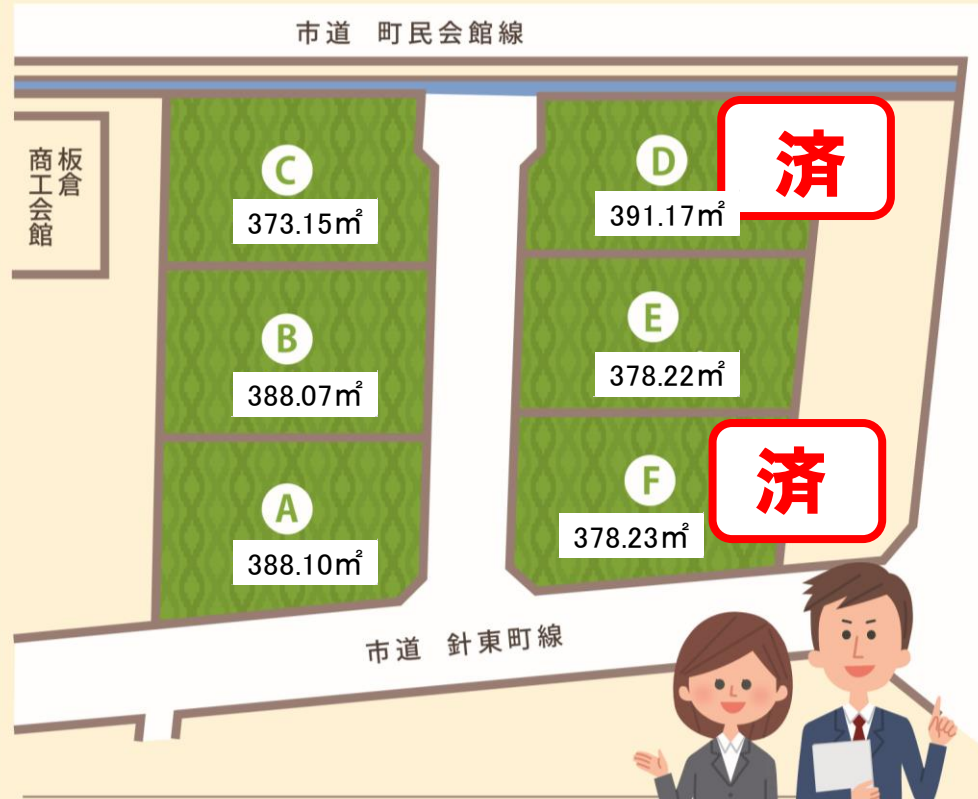 市道 町民会館線
板倉
商工会館
C
373.15㎡
D
済
391.17㎡
B
388.07㎡
E
378.22㎡
A
388.10㎡
F
済
378.23㎡
市道 針東町線